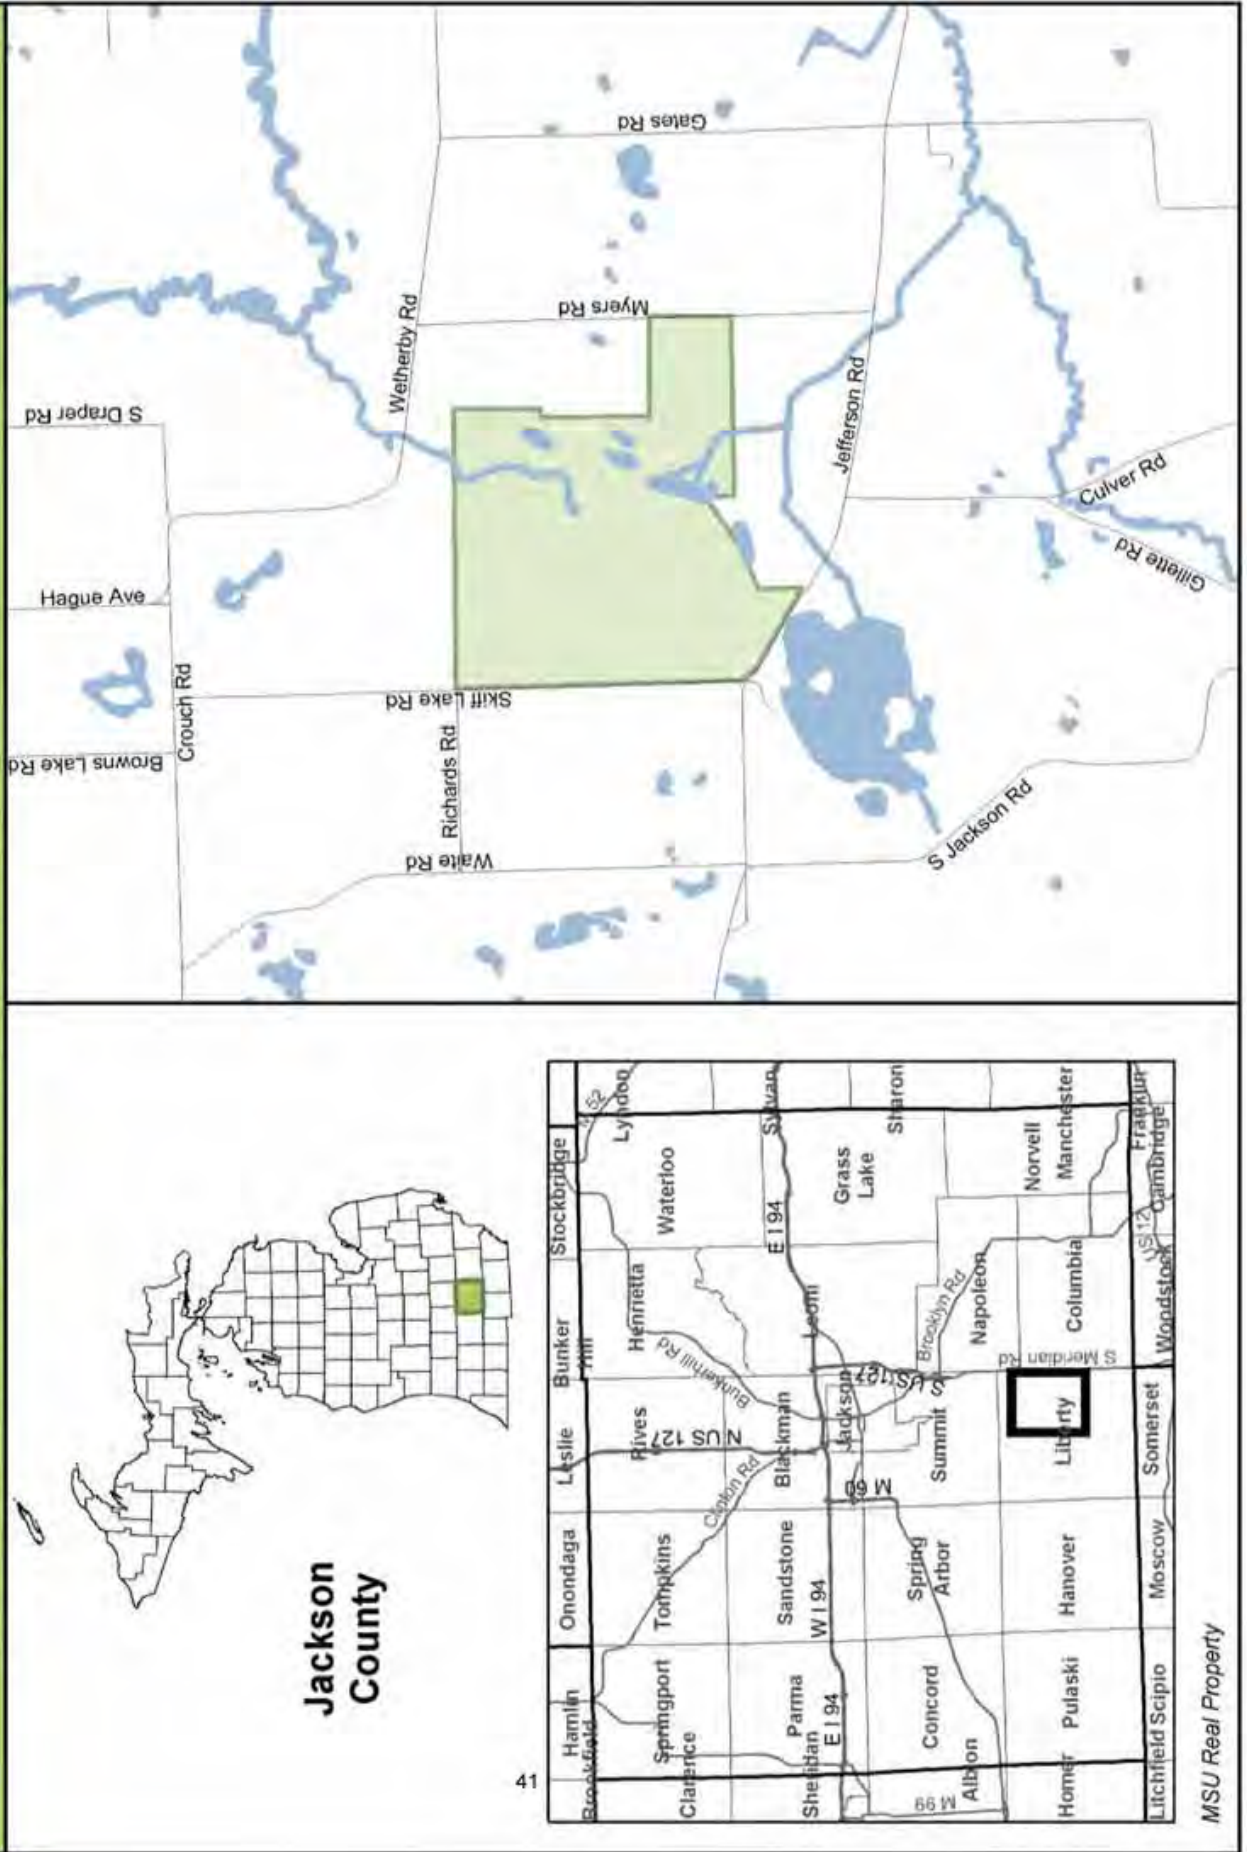 Jackson
County
41
Hamlin
Onondaga
Leslie
Bunker
Hill
Stockbridge
Brookfield
M 52
Lyndon
Springport
Tompkins
Rives
Henrietta
Waterloo
Clarence
Clinton Rd
N US 127
Bunkerhill Rd
Parma
Sandstone
Blackman
Leoni
E I 94
Sylvan
Sheridan
E I 94
W I 94
M 60
Jackson
S US 127
Grass
Lake
Sharon
Concord
Spring
Arbor
Summit
Brooklyn Rd
Napoleon
Albion
M 99
S Meridian Rd
Norvell
Manchester
Homer
Pulaski
Hanover
Liberty
Columbia
Litchfield
Scipio
Moscow
Somerset
Woodstock
US 12
Cambridge
Franklin
MSU Real Property
Browns Lake Rd
Hague Ave
S Draper Rd
Crouch Rd
Wetherby Rd
Waite Rd
Richards Rd
Skiff Lake Rd
Myers Rd
Gates Rd
Jefferson Rd
S Jackson Rd
Gillette Rd
Culver Rd